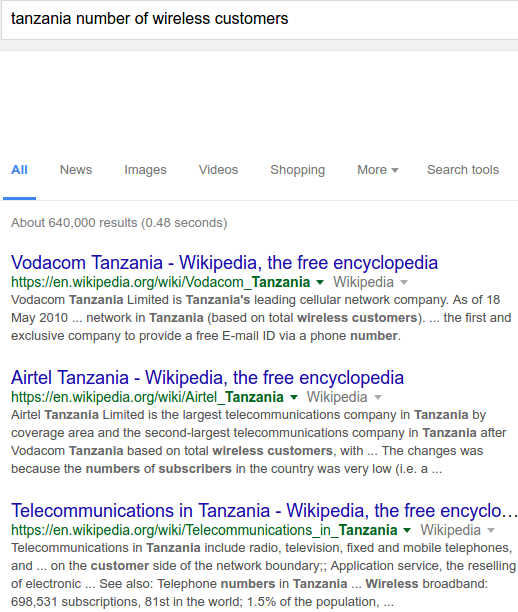 tanzania number of wireless customers
All News Images Videos Shopping More Search tools
About 640,000 results (0.48 seconds)
Vodacom Tanzania - Wikipedia, the free encyclopedia
https://en.wikipedia.org/wiki/Vodacom_Tanzania Wikipedia
Vodacom Tanzania Limited is Tanzania's leading cellular network company. As of 18
May 2010 ... network in Tanzania (based on total wireless customers). ... the first and
exclusive company to provide a free E-mail ID via a phone number.
Airtel Tanzania - Wikipedia, the free encyclopedia
https://en.wikipedia.org/wiki/Airtel_Tanzania Wikipedia
Airtel Tanzania Limited is the largest telecommunications company in Tanzania by
coverage area and the second-largest telecommunications company in Tanzania after
Vodacom Tanzania based on total wireless customers, with ... The changes was
because the numbers of subscribers in the country was very low (i.e. a ...
Telecommunications in Tanzania - Wikipedia, the free encyclo...
https://en.wikipedia.org/wiki/Telecommunications_in_Tanzania Wikipedia
Telecommunications in Tanzania include radio, television, fixed and mobile telephones,
and ... on the customer side of the network boundary;; Application service, the reselling
of electronic ... See also: Telephone numbers in Tanzania ... Wireless broadband:
698,531 subscriptions, 81st in the world; 1.5% of the population, ...